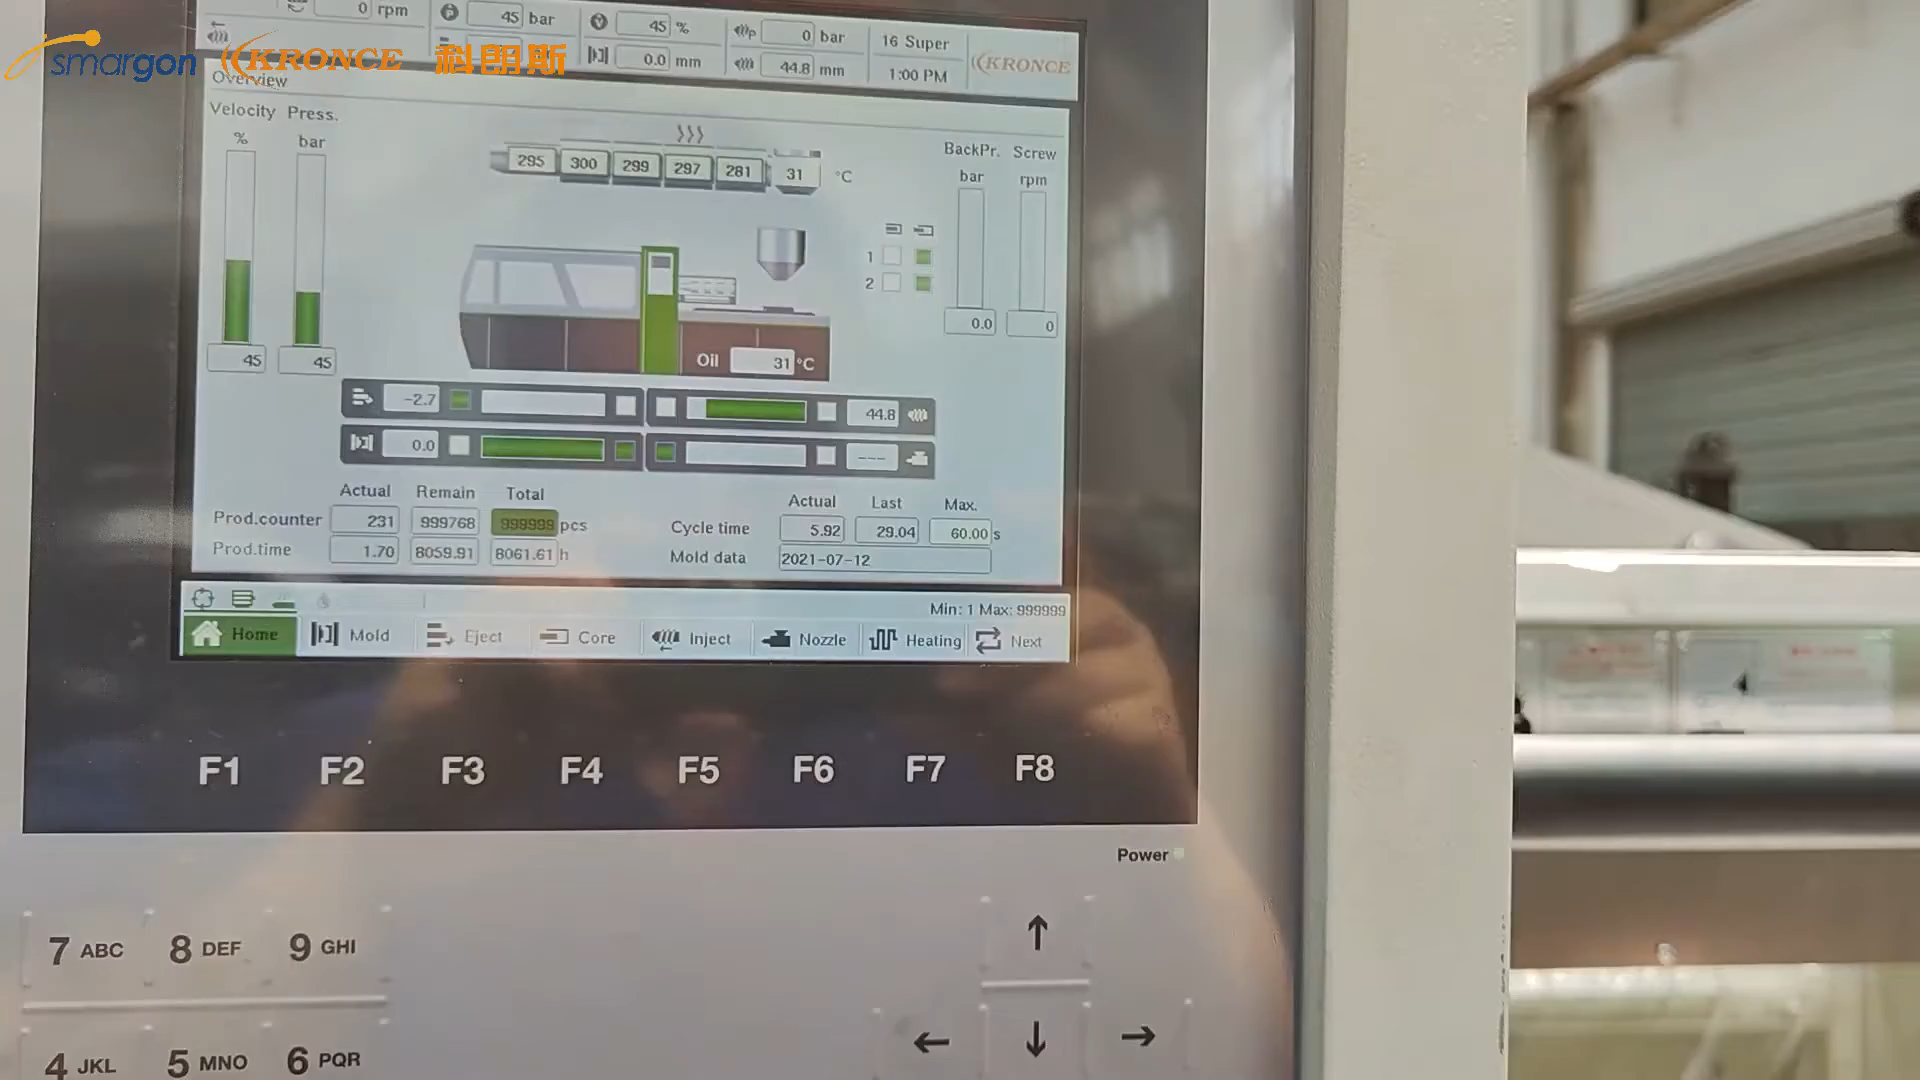 smargon KRONCE 科朗斯
0 rpm 45 bar 45 % 0 bar 16 Super
0.0 mm 44.8 mm 1:00 PM KRONCE
Overview
Velocity Press.
% bar
295 300 299 297 281 31 °C
BackPr. Screw
bar rpm
1
2
0.0 0
45 45
Oil 31 °C
-2.7 44.8
0.0 ---
Actual Remain Total
Prod.counter 231 999768 999999 pcs
Prod.time 1.70 8059.91 8061.61 h
Actual Last Max.
Cycle time 5.92 29.04 60.00 s
Mold data 2021-07-12
Min: 1 Max: 999999
Home Mold Eject Core Inject Nozzle Heating Next
F1 F2 F3 F4 F5 F6 F7 F8
Power
7 ABC 8 DEF 9 GHI
↑
4 JKL 5 MNO 6 PQR
← ↓ →